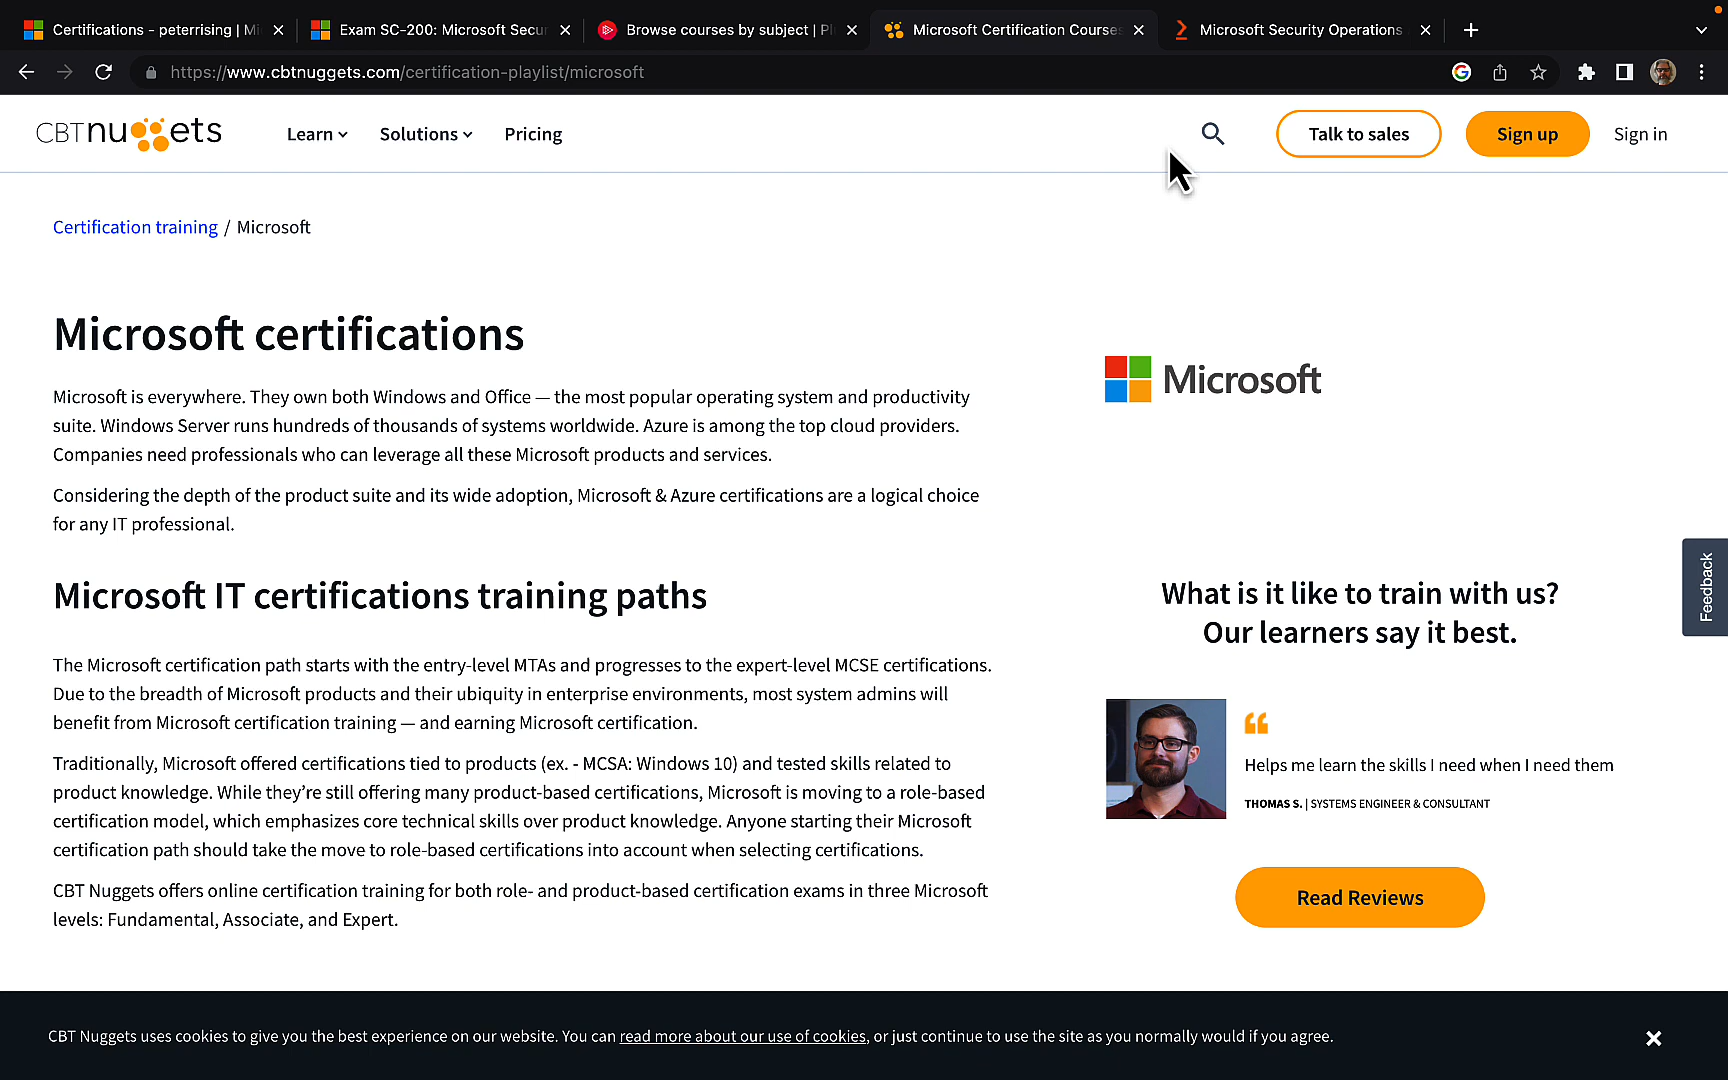 Certifications - peterrising | Mi
Exam SC-200: Microsoft Secur
Browse courses by subject | Pl
Microsoft Certification Courses
Microsoft Security Operations
https://www.cbtnuggets.com/certification-playlist/microsoft
CBTnuggets
Learn
Solutions
Pricing
Talk to sales
Sign up
Sign in
Certification training / Microsoft
Microsoft certifications
Microsoft is everywhere. They own both Windows and Office — the most popular operating system and productivity
suite. Windows Server runs hundreds of thousands of systems worldwide. Azure is among the top cloud providers.
Companies need professionals who can leverage all these Microsoft products and services.
Considering the depth of the product suite and its wide adoption, Microsoft & Azure certifications are a logical choice
for any IT professional.
Microsoft
Microsoft IT certifications training paths
The Microsoft certification path starts with the entry-level MTAs and progresses to the expert-level MCSE certifications.
Due to the breadth of Microsoft products and their ubiquity in enterprise environments, most system admins will
benefit from Microsoft certification training — and earning Microsoft certification.
Traditionally, Microsoft offered certifications tied to products (ex. - MCSA: Windows 10) and tested skills related to
product knowledge. While they’re still offering many product-based certifications, Microsoft is moving to a role-based
certification model, which emphasizes core technical skills over product knowledge. Anyone starting their Microsoft
certification path should take the move to role-based certifications into account when selecting certifications.
CBT Nuggets offers online certification training for both role- and product-based certification exams in three Microsoft
levels: Fundamental, Associate, and Expert.
What is it like to train with us?
Our learners say it best.
Helps me learn the skills I need when I need them
THOMAS S. | SYSTEMS ENGINEER & CONSULTANT
Read Reviews
Feedback
CBT Nuggets uses cookies to give you the best experience on our website. You can read more about our use of cookies, or just continue to use the site as you normally would if you agree.